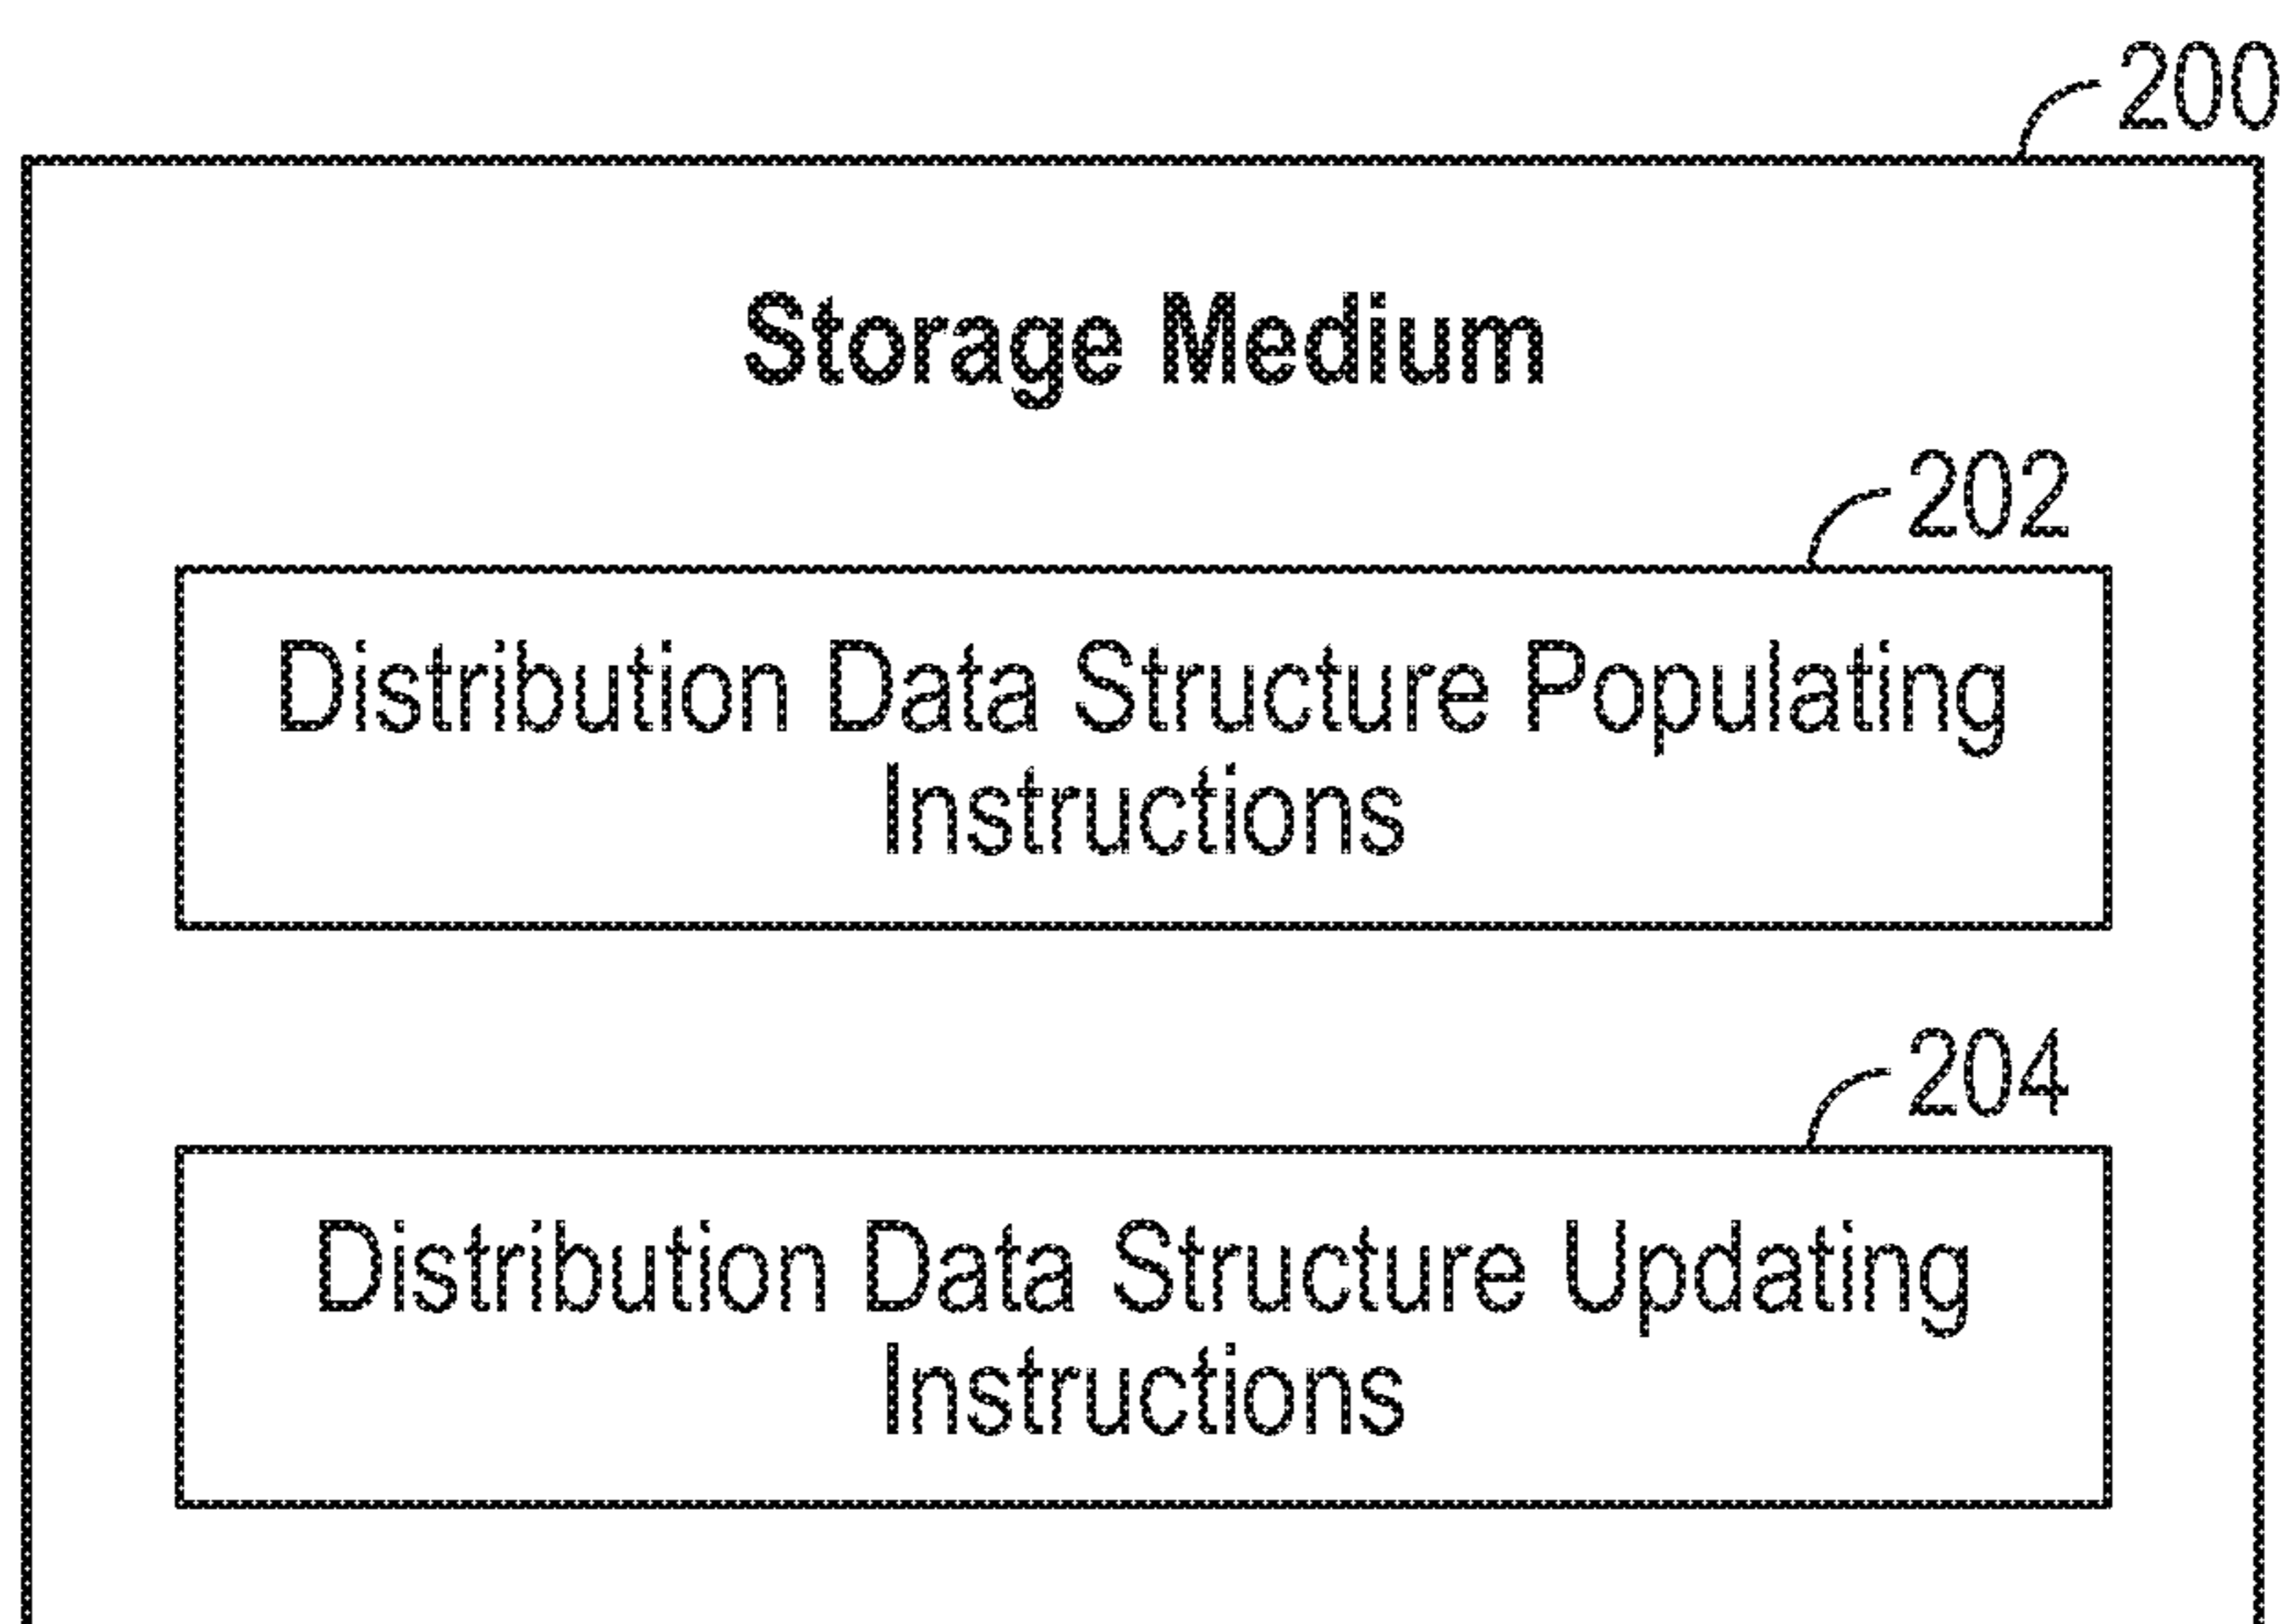 200
Storage Medium
202
Distribution Data Structure Populating
Instructions
204
Distribution Data Structure Updating
Instructions